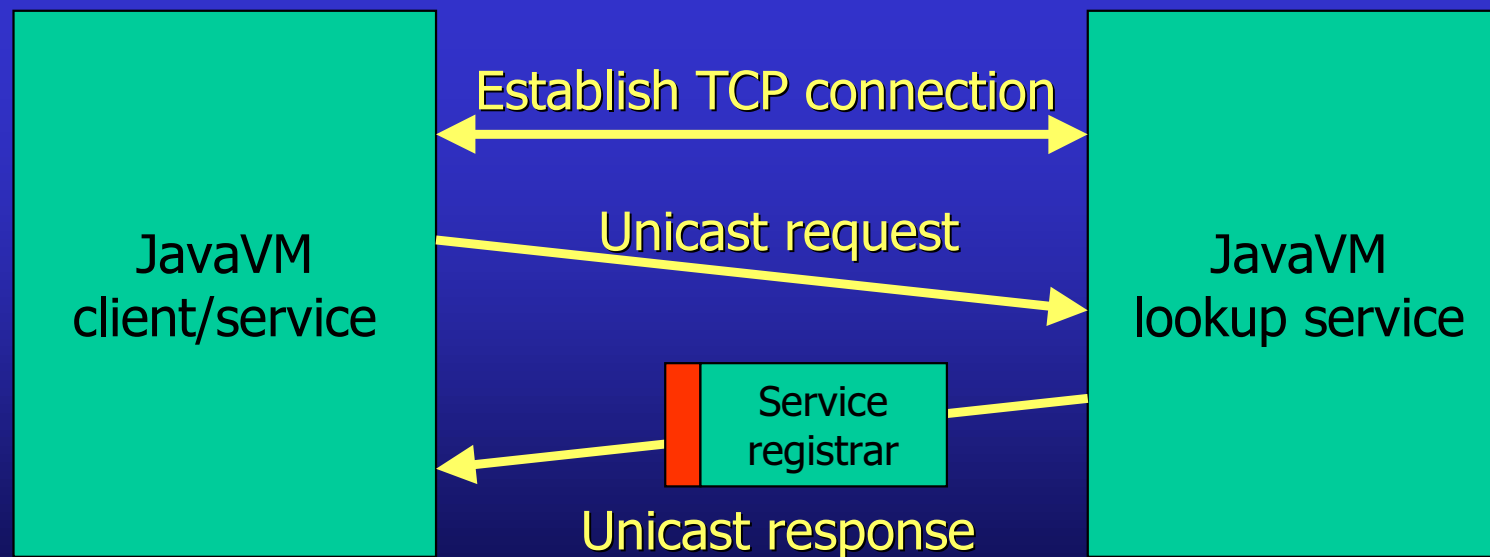 Establish TCP connection
Unicast request
JavaVM
client/service
JavaVM
lookup service
Service
registrar
Unicast response